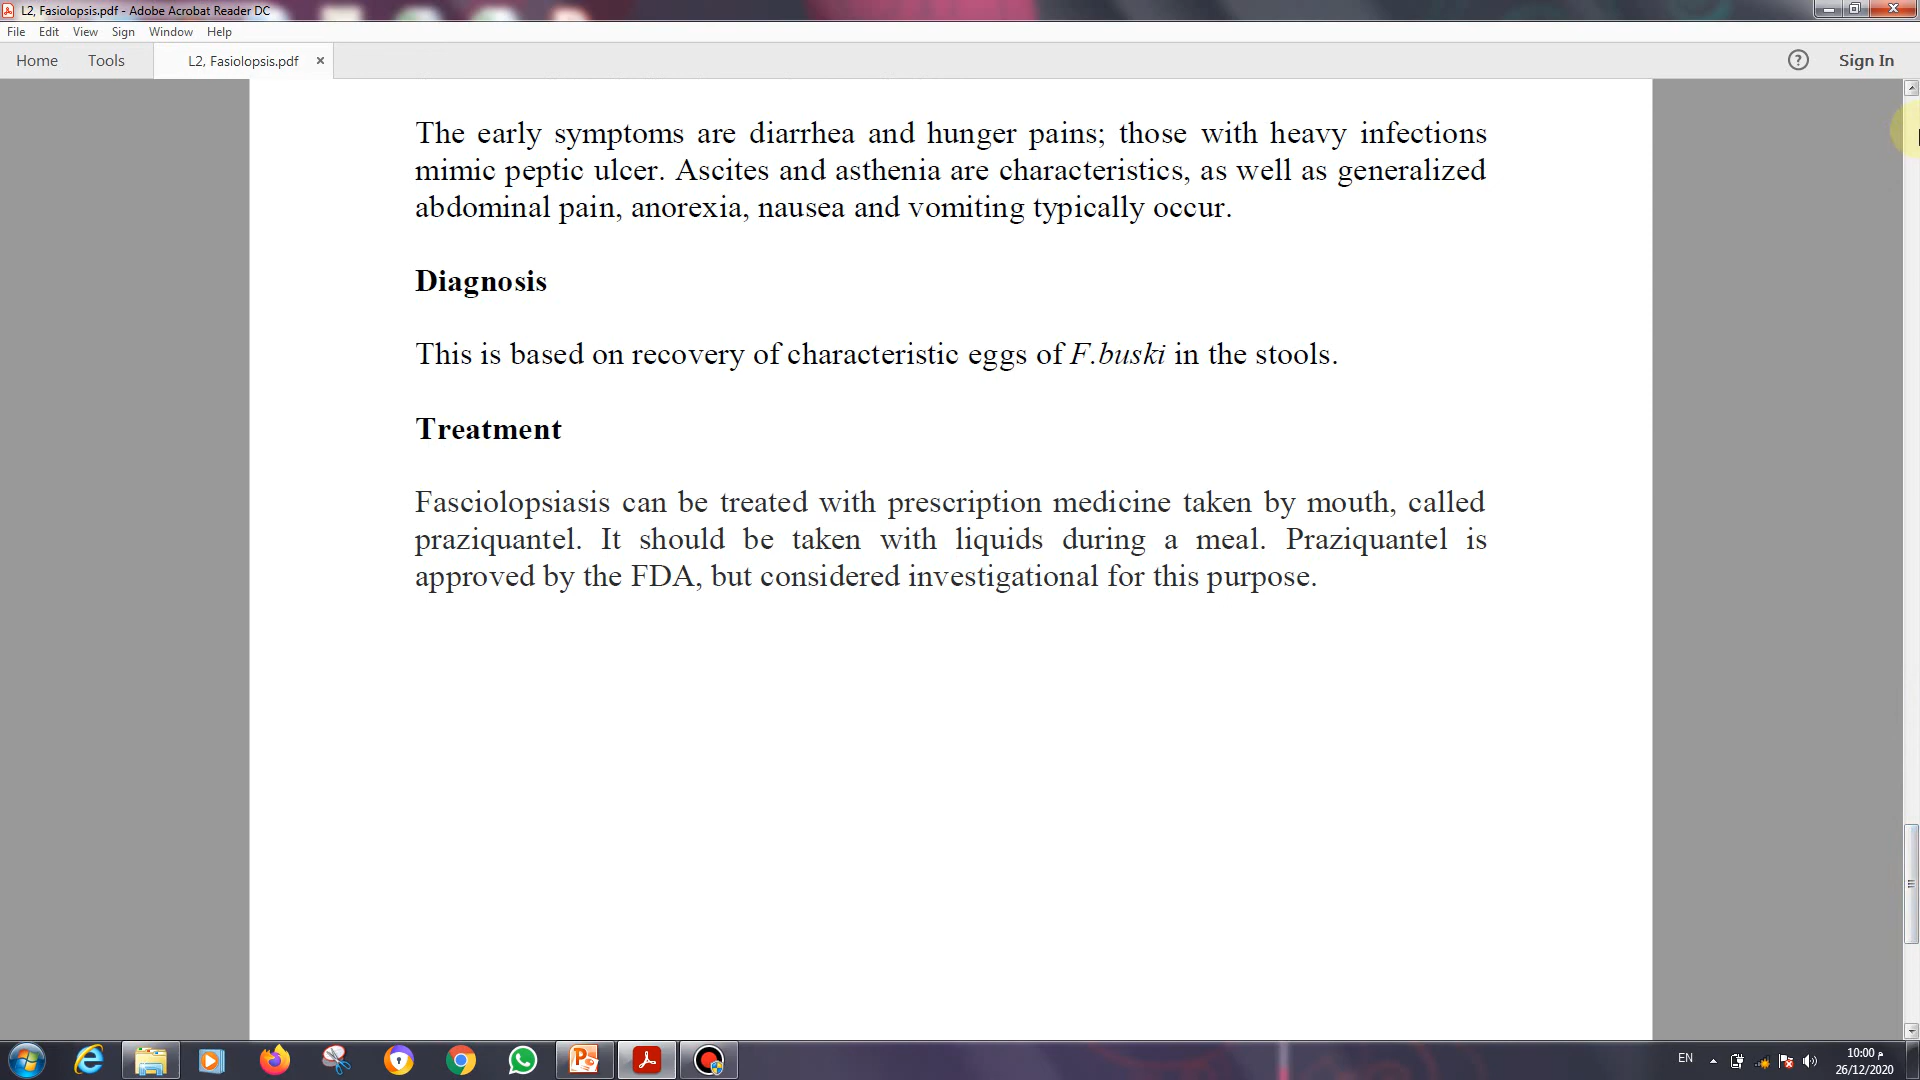 L2, Fasiolopsis.pdf - Adobe Acrobat Reader DC
File Edit View Sign Window Help
Home Tools L2, Fasiolopsis.pdf × ? Sign In
The early symptoms are diarrhea and hunger pains; those with heavy infections
mimic peptic ulcer. Ascites and asthenia are characteristics, as well as generalized
abdominal pain, anorexia, nausea and vomiting typically occur.
Diagnosis
This is based on recovery of characteristic eggs of F.buski in the stools.
Treatment
Fasciolopsiasis can be treated with prescription medicine taken by mouth, called
praziquantel. It should be taken with liquids during a meal. Praziquantel is
approved by the FDA, but considered investigational for this purpose.
EN
10:00 م
26/12/2020